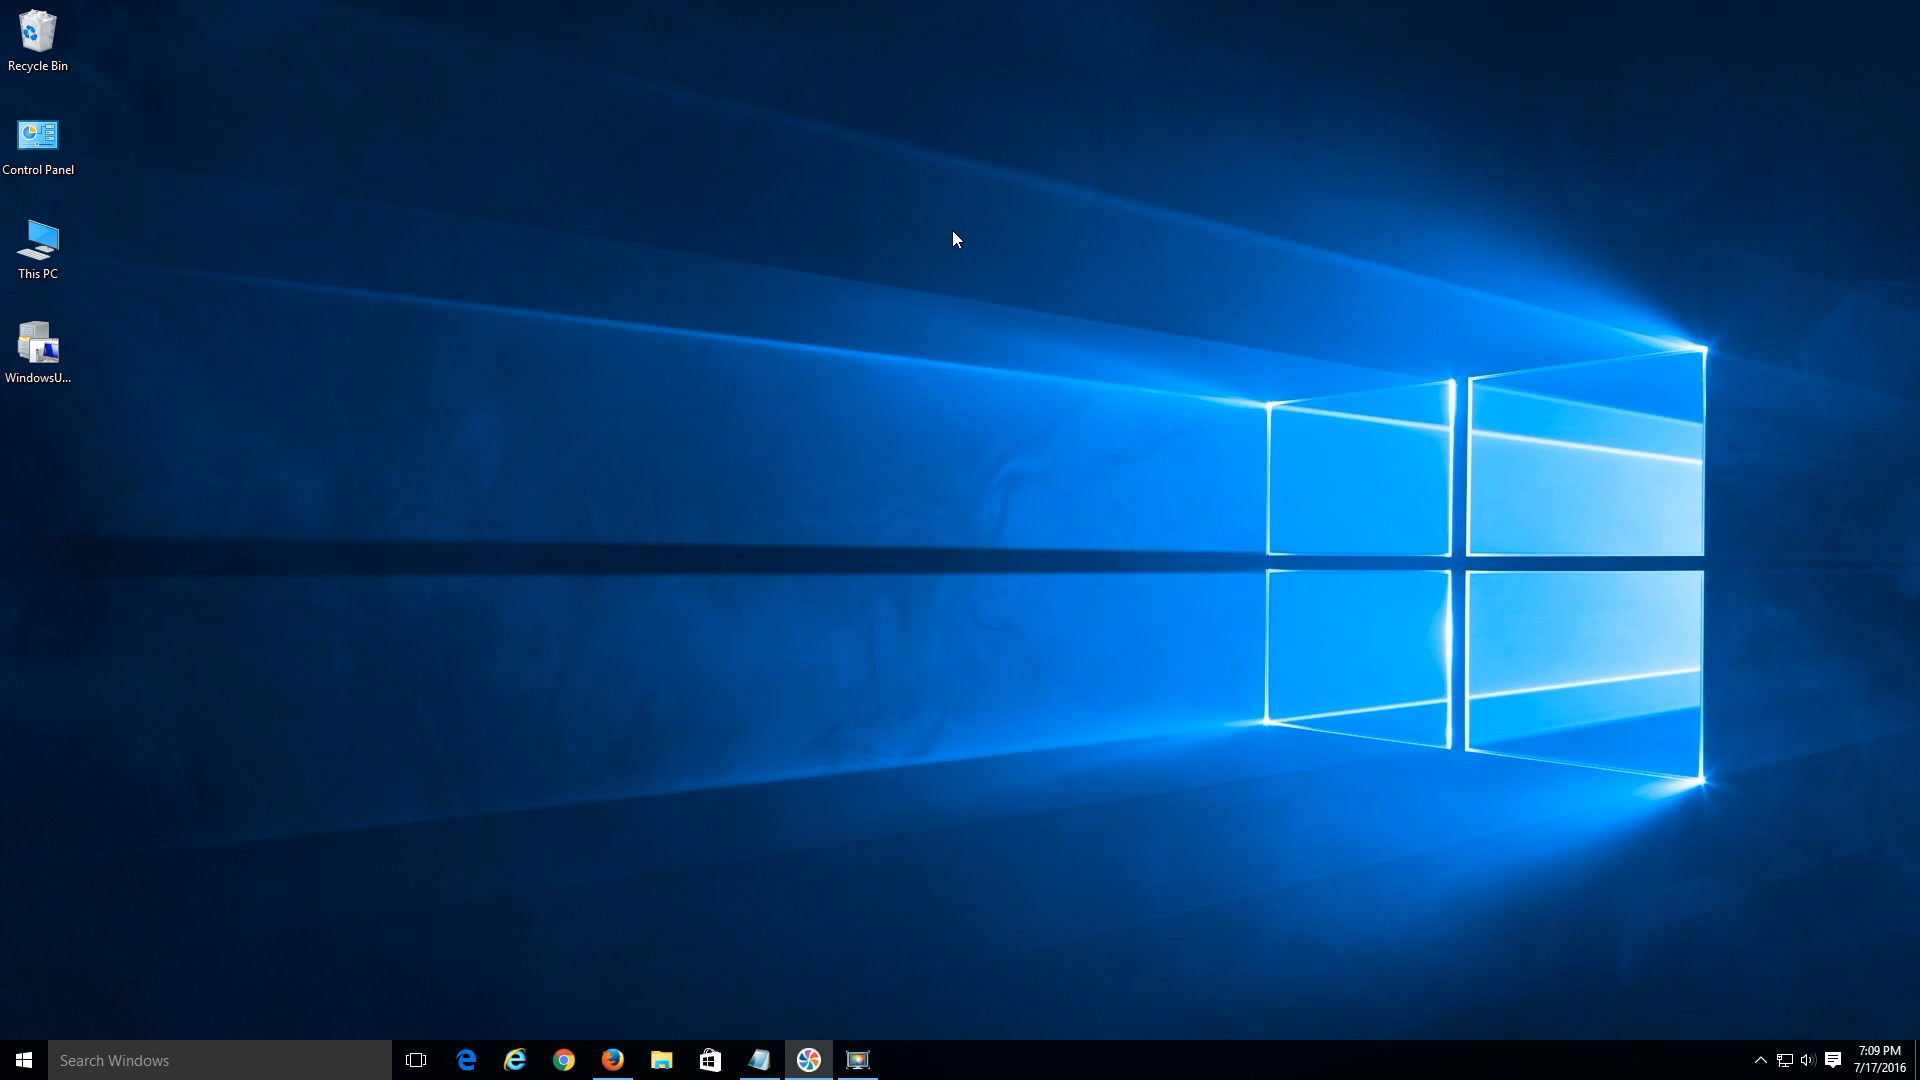 Recycle Bin
Control Panel
This PC
WindowsU...
Search Windows
7:09 PM
7/17/2016